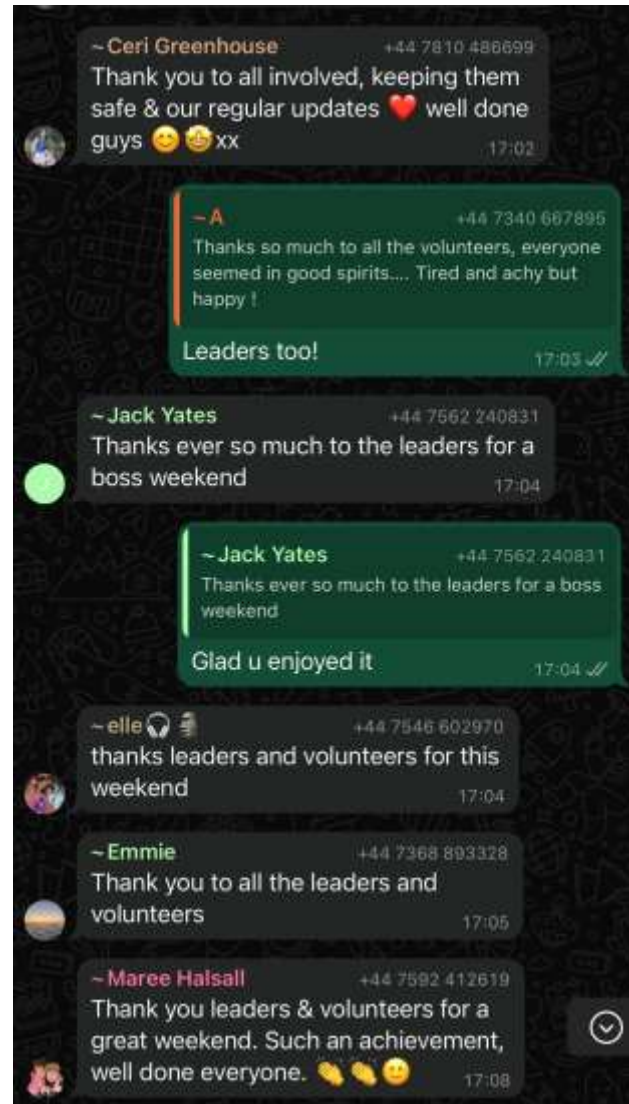 ~Ceri Greenhouse +44 7810 486699
Thank you to all involved, keeping them
safe & our regular updates ❤️ well done
guys 😊🤩xx 17:02
~A +44 7340 667895
Thanks so much to all the volunteers, everyone
seemed in good spirits.... Tired and achy but
happy !
Leaders too! 17:03
~Jack Yates +44 7562 240831
Thanks ever so much to the leaders for a
boss weekend 17:04
~Jack Yates +44 7562 240831
Thanks ever so much to the leaders for a boss
weekend
Glad u enjoyed it 17:04
~elle🎧🗿 +44 7546 602970
thanks leaders and volunteers for this
weekend 17:04
~Emmie +44 7368 893328
Thank you to all the leaders and
volunteers 17:05
~Maree Halsall +44 7592 412619
Thank you leaders & volunteers for a
great weekend. Such an achievement,
well done everyone. 👏👏🙂 17:08